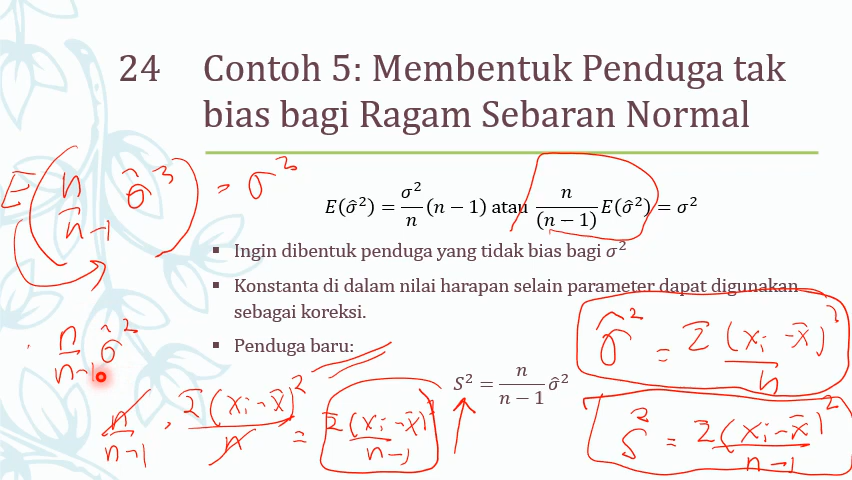 24 Contoh 5: Membentuk Penduga tak
bias bagi Ragam Sebaran Normal
E(n/n-1 σ̂²) = σ²
E(σ̂²) = σ²/n (n − 1) atau n/(n−1) E(σ̂²) = σ²
▪ Ingin dibentuk penduga yang tidak bias bagi σ²
▪ Konstanta di dalam nilai harapan selain parameter dapat digunakan
sebagai koreksi.
▪ Penduga baru:
n/n-1 σ̂²
σ̂² = Σ(xi - x̄)²/n
S² = n/n−1 σ̂²
n/n-1 · Σ(xi - x̄)²/n = Σ(xi - x̄)²/n-1
S² = Σ(xi - x̄)²/n-1